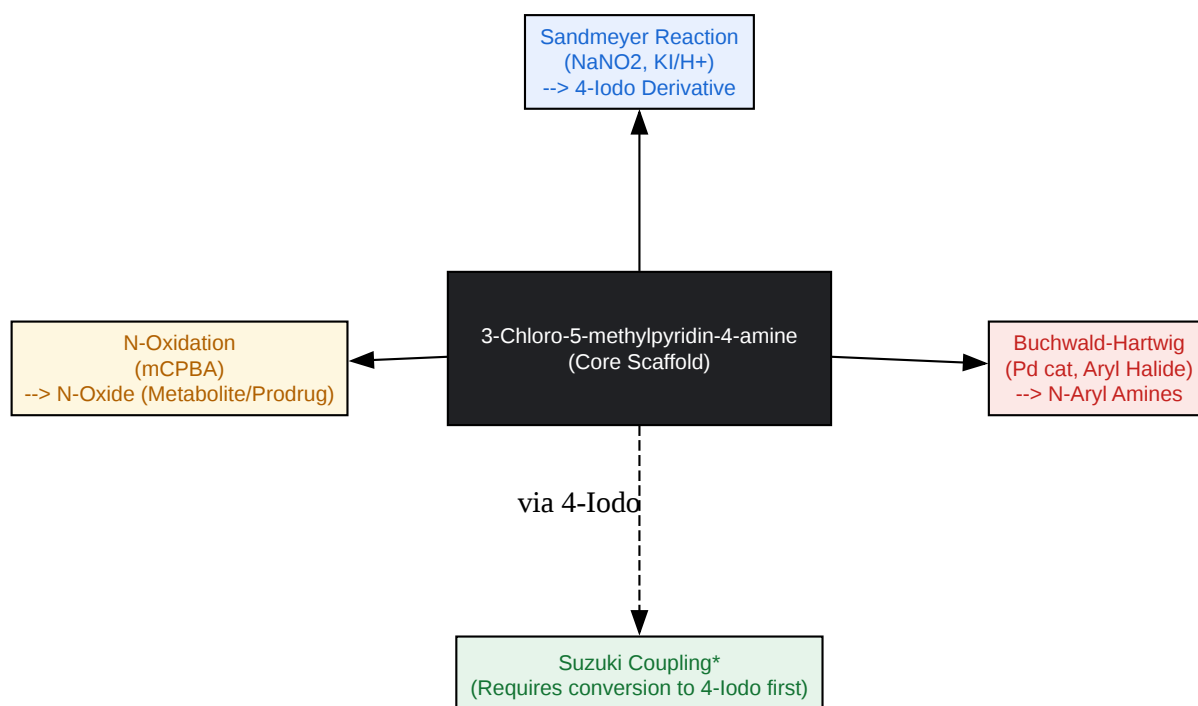 Sandmeyer Reaction
(NaNO2, KI/H+)
--> 4-Iodo Derivative
3-Chloro-5-methylpyridin-4-amine
(Core Scaffold)
N-Oxidation
(mCPBA)
--> N-Oxide (Metabolite/Prodrug)
Buchwald-Hartwig
(Pd cat, Aryl Halide)
--> N-Aryl Amines
via 4-Iodo
Suzuki Coupling*
(Requires conversion to 4-Iodo first)